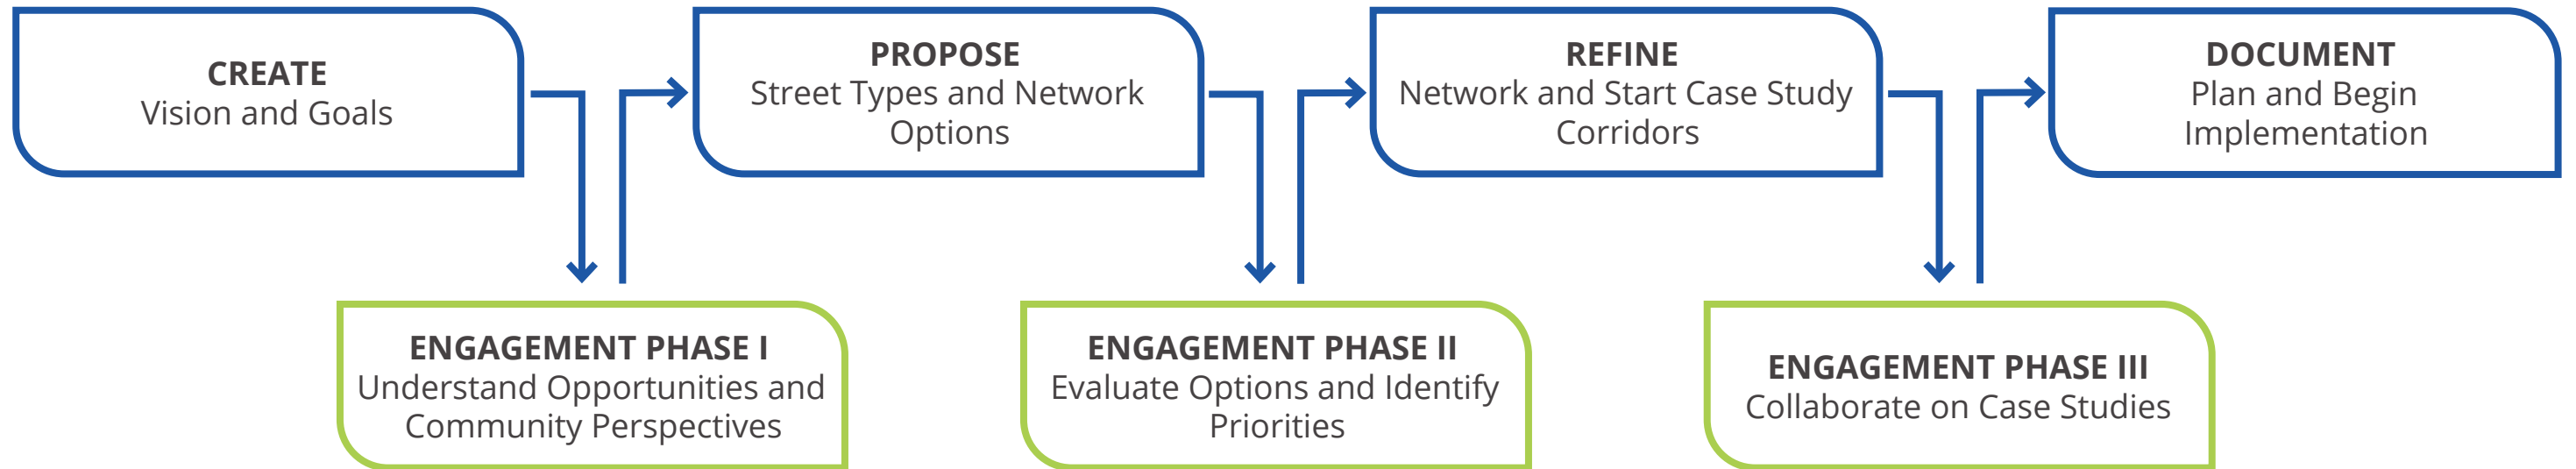 CREATE
Vision and Goals
PROPOSE
Street Types and Network
Options
REFINE
Network and Start Case Study
Corridors
DOCUMENT
Plan and Begin
Implementation
ENGAGEMENT PHASE I
Understand Opportunities and
Community Perspectives
ENGAGEMENT PHASE II
Evaluate Options and Identify
Priorities
ENGAGEMENT PHASE III
Collaborate on Case Studies